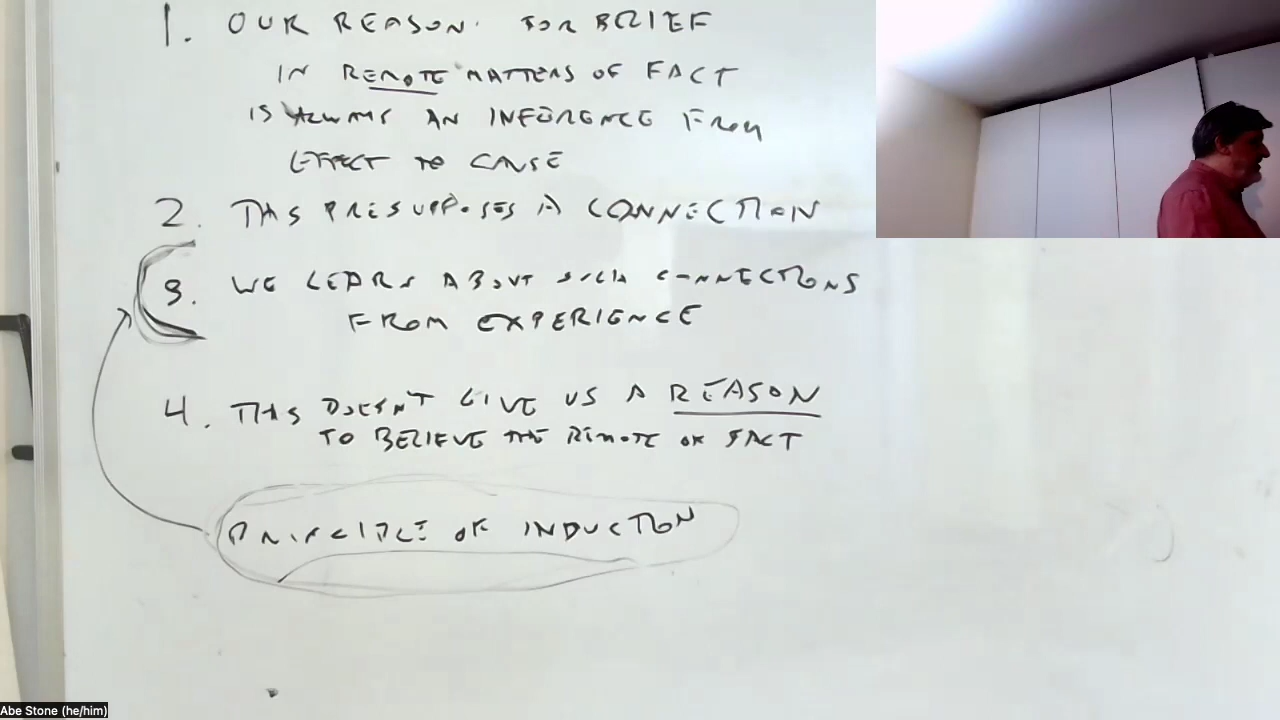 1. OUR REASON FOR BELIEF
IN REMOTE MATTERS OF FACT
IS ALWAYS AN INFERENCE FROM
EFFECT TO CAUSE
2. THIS PRESUPPOSES A CONNECTION
3. WE LEARN ABOUT SUCH CONNECTIONS
FROM EXPERIENCE
4. THIS DOESN'T GIVE US A REASON
TO BELIEVE THE REMOTE OF FACT
PRINCIPLE OF INDUCTION
Abe Stone (he/him)